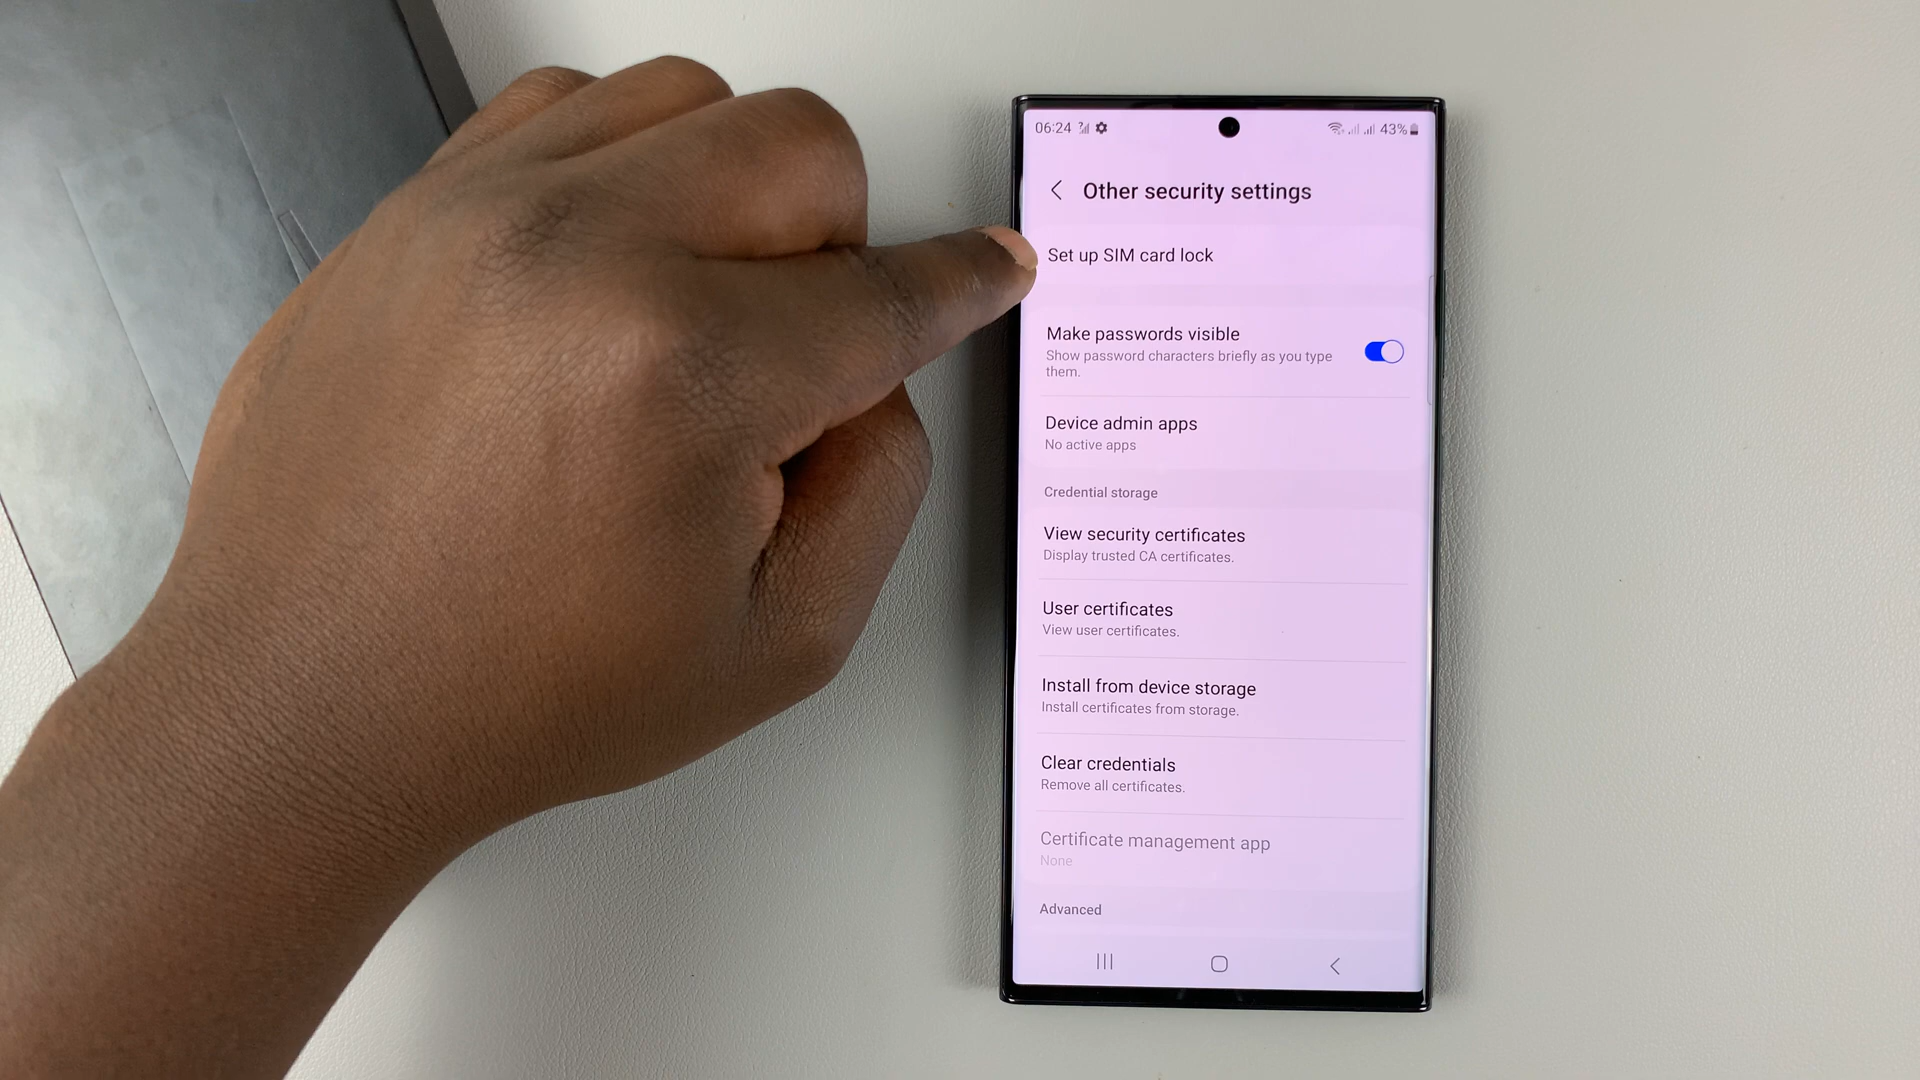 06:24
43%
Other security settings
Set up SIM card lock
Make passwords visible
Show password characters briefly as you type
them.
Device admin apps
No active apps
Credential storage
View security certificates
Display trusted CA certificates.
User certificates
View user certificates.
Install from device storage
Install certificates from storage.
Clear credentials
Remove all certificates.
Certificate management app
None
Advanced